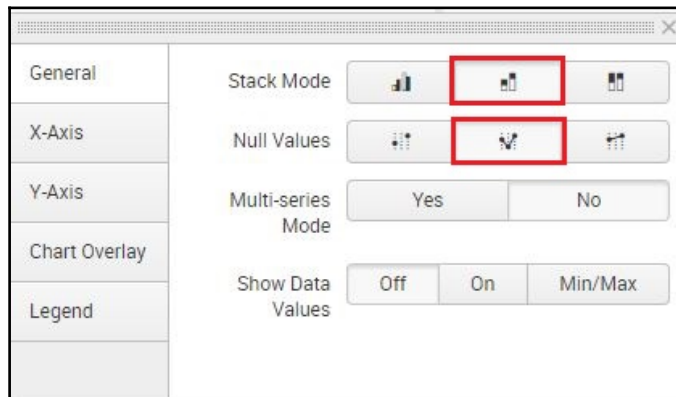 General
X-Axis
Y-Axis
Chart Overlay
Legend
Stack Mode
Null Values
Multi-series
Mode
Yes No
Show Data
Values
Off On Min/Max